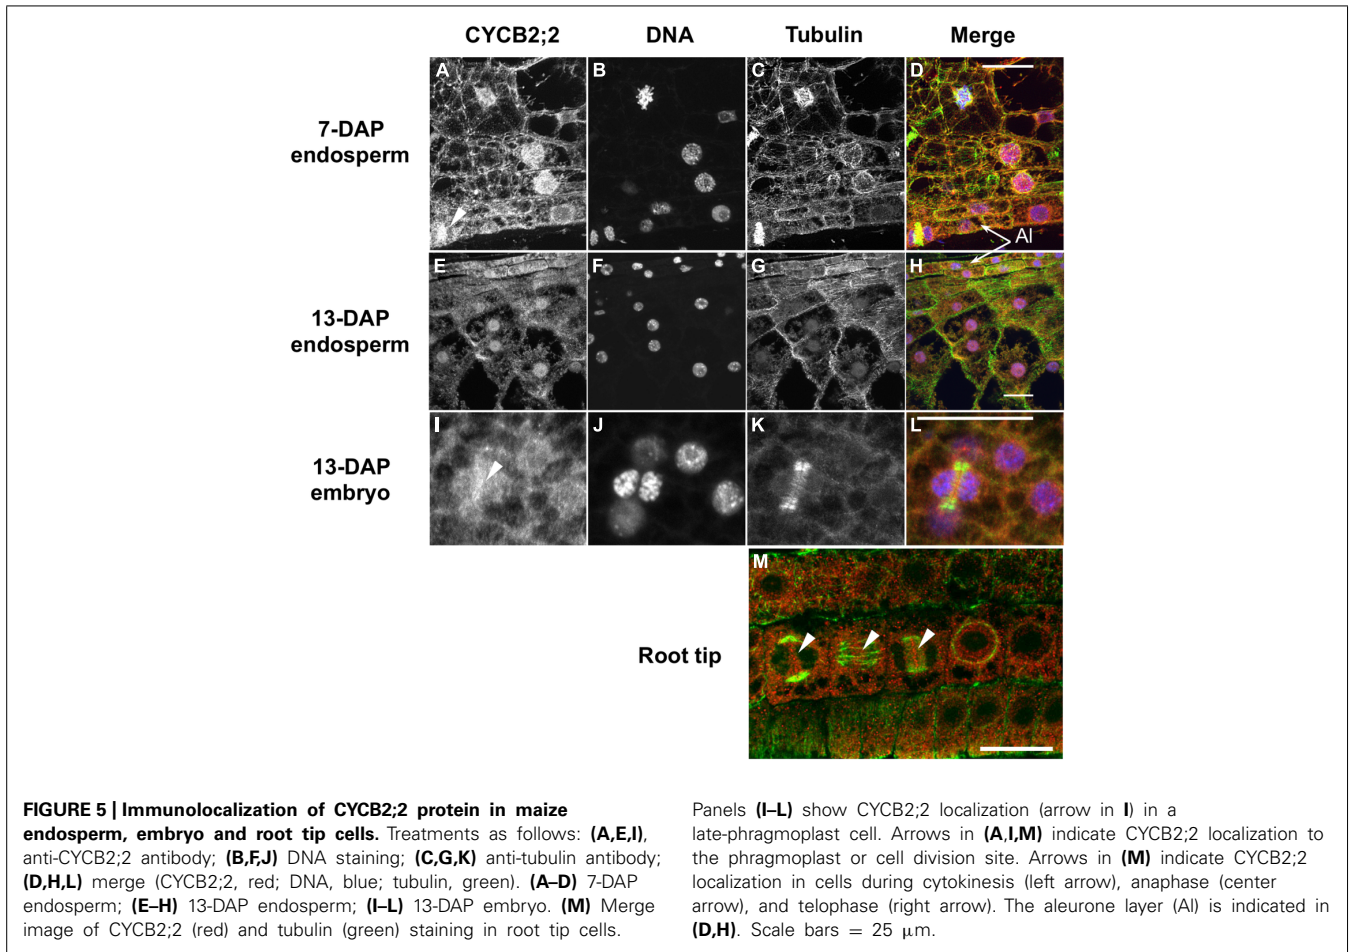 CYCB2;2 DNA Tubulin Merge
A B C D
7-DAP
endosperm
Al
E F G H
13-DAP
endosperm
I J K L
13-DAP
embryo
M
Root tip
FIGURE 5 | Immunolocalization of CYCB2;2 protein in maize
endosperm, embryo and root tip cells. Treatments as follows: (A,E,I),
anti-CYCB2;2 antibody; (B,F,J) DNA staining; (C,G,K) anti-tubulin antibody;
(D,H,L) merge (CYCB2;2, red; DNA, blue; tubulin, green). (A–D) 7-DAP
endosperm; (E–H) 13-DAP endosperm; (I–L) 13-DAP embryo. (M) Merge
image of CYCB2;2 (red) and tubulin (green) staining in root tip cells.
Panels (I–L) show CYCB2;2 localization (arrow in I) in a
late-phragmoplast cell. Arrows in (A,I,M) indicate CYCB2;2 localization to
the phragmoplast or cell division site. Arrows in (M) indicate CYCB2;2
localization in cells during cytokinesis (left arrow), anaphase (center
arrow), and telophase (right arrow). The aleurone layer (Al) is indicated in
(D,H). Scale bars = 25 μm.